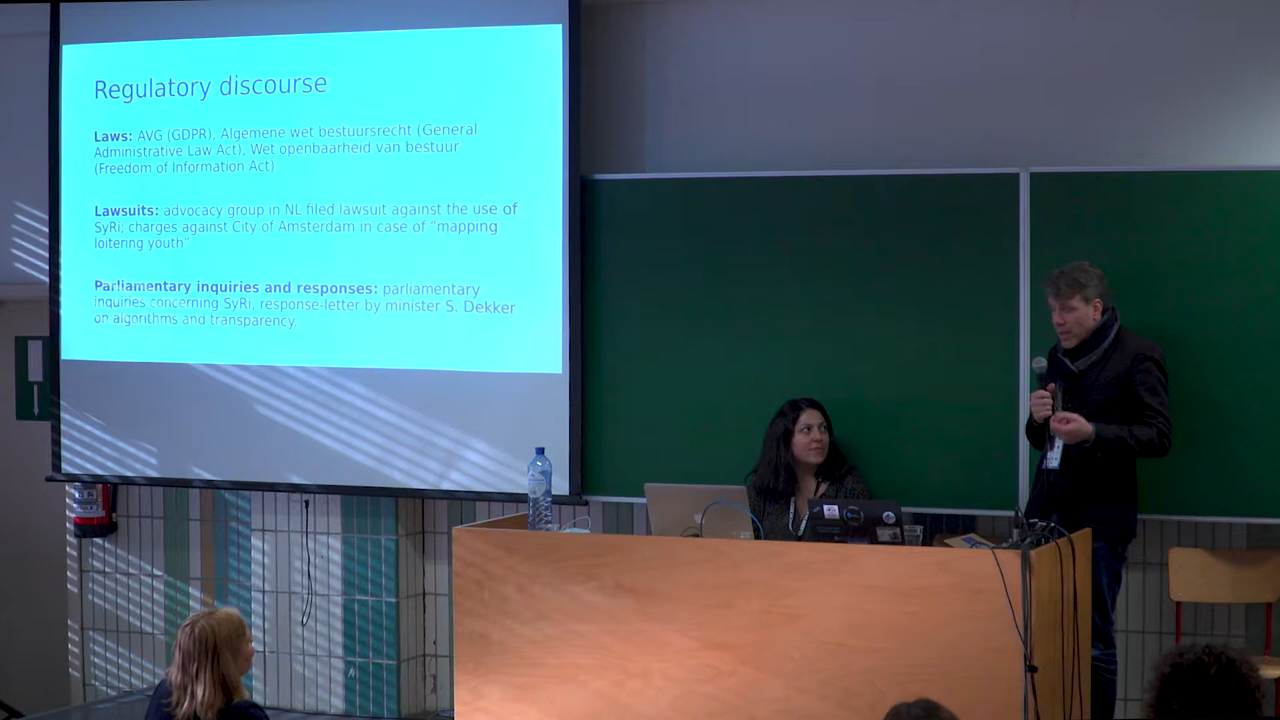 Regulatory discourse
Laws: AVG (GDPR), Algemene wet bestuursrecht (General
Administrative Law Act), Wet openbaarheid van bestuur
(Freedom of Information Act)
Lawsuits: advocacy group in NL filed lawsuit against the use of
SyRi; charges against City of Amsterdam in case of "mapping
loitering youth"
Parliamentary inquiries and responses: parliamentary
inquiries concerning SyRi, response-letter by minister S. Dekker
on algorithms and transparency.